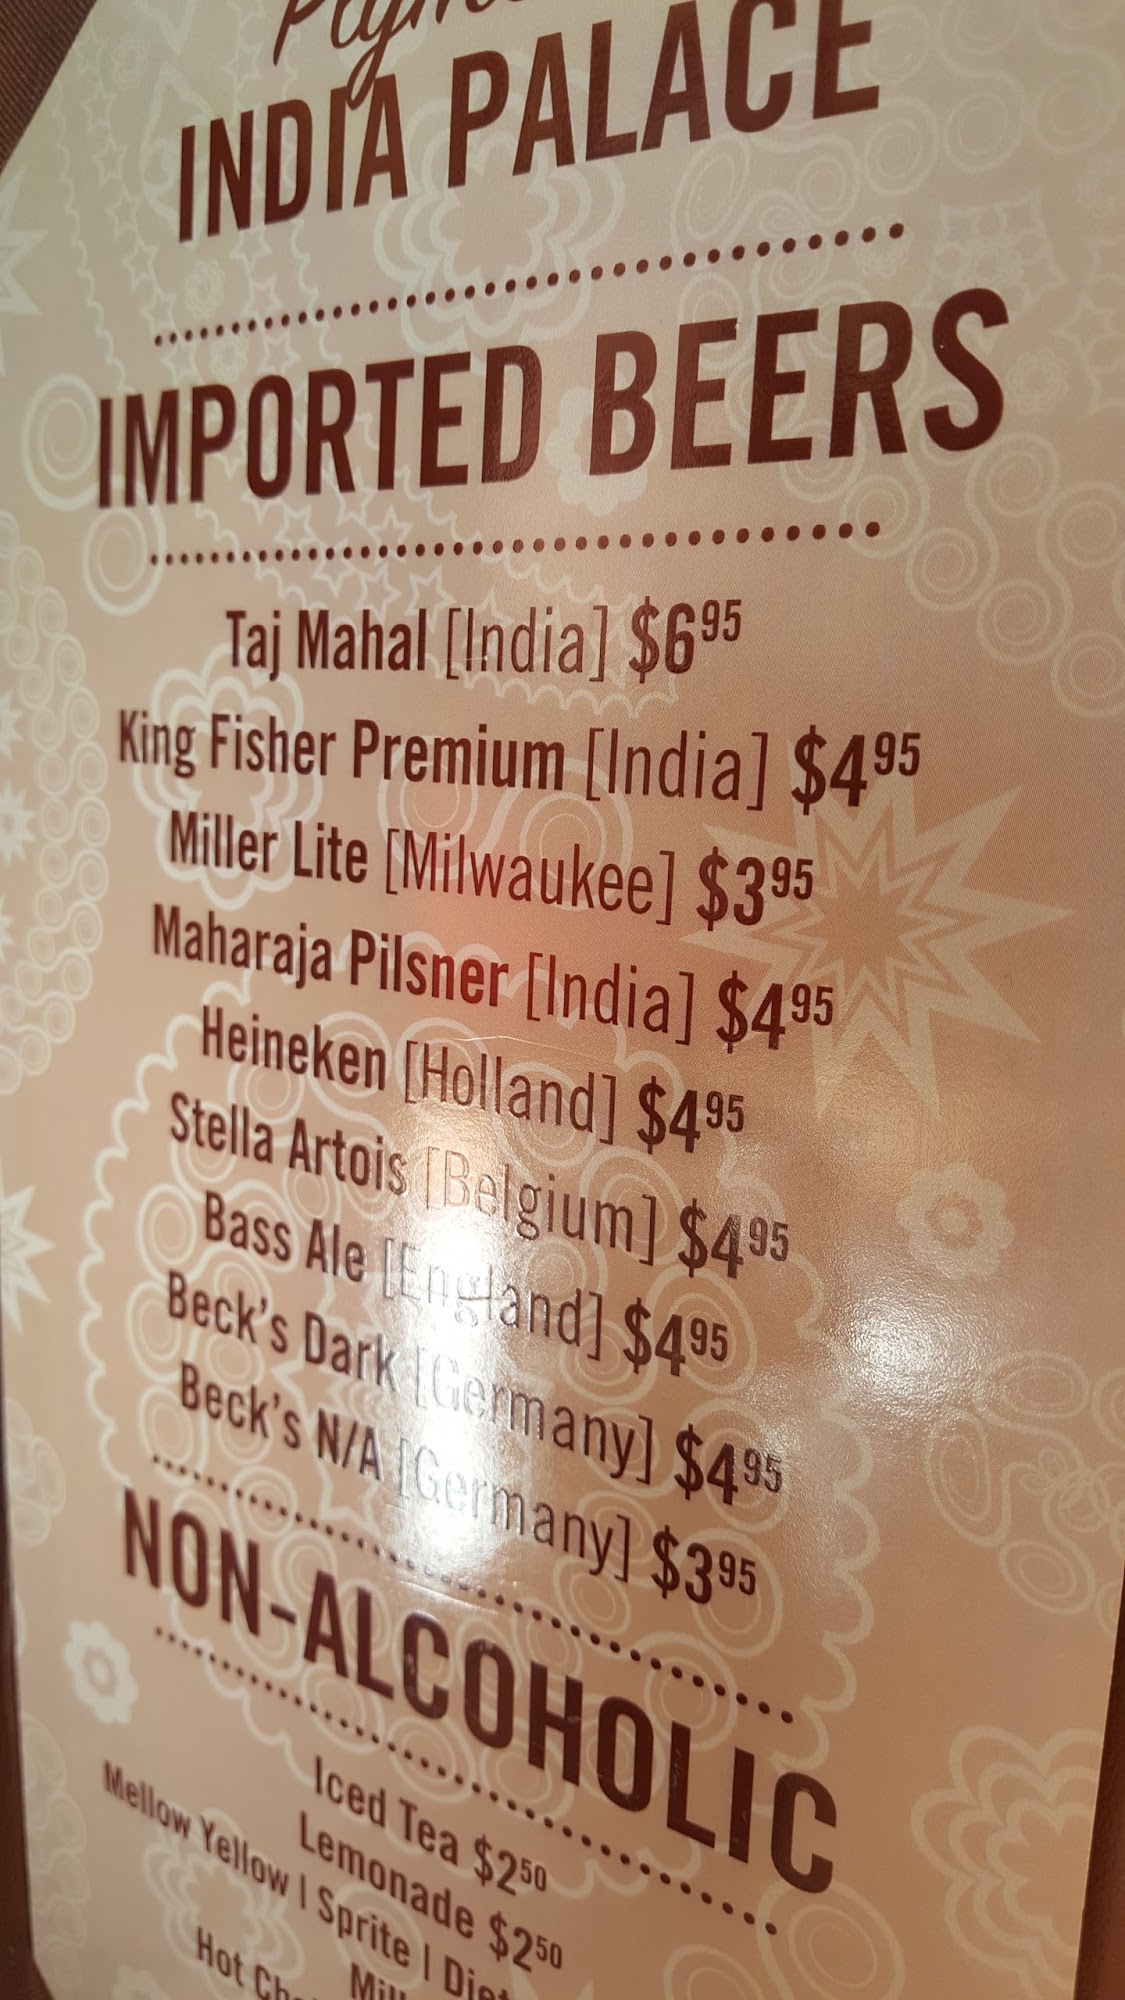 INDIA PALACE
IMPORTED BEERS
Taj Mahal [India] $6.95
King Fisher Premium [India] $4.95
Miller Lite [Milwaukee] $3.95
Maharaja Pilsner [India] $4.95
Heineken [Holland] $4.95
Stella Artois [Belgium] $4.95
Bass Ale [England] $4.95
Beck's Dark [Germany] $4.95
Beck's N/A [Germany] $3.95
NON-ALCOHOLIC
Iced Tea $2.50
Lemonade $2.50
Mellow Yellow | Sprite | Diet
Hot